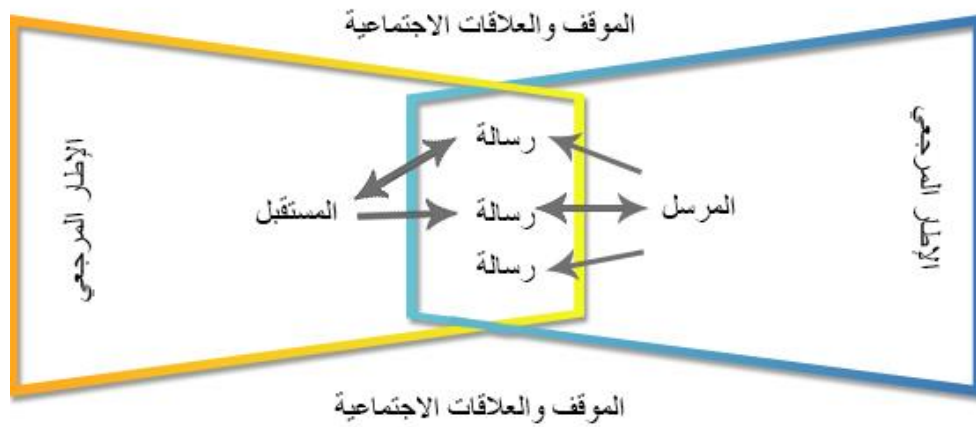 الموقف والعلاقات الاجتماعية
الإطار المرجعي
رسالة
المرسل
رسالة
المستقبل
رسالة
الإطار المرجعي
الموقف والعلاقات الاجتماعية